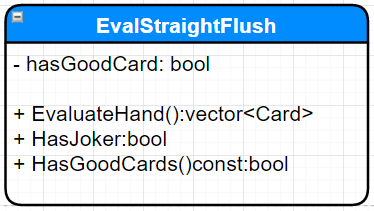 EvalStraightFlush
- hasGoodCard: bool
+ EvaluateHand():vector<Card>
+ HasJoker:bool
+ HasGoodCards()const:bool